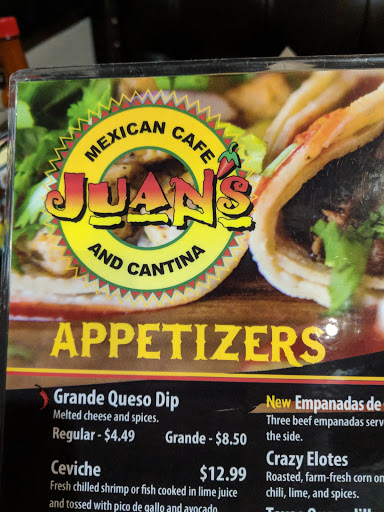 MEXICAN CAFE
JUAN'S
AND CANTINA
APPETIZERS
Grande Queso Dip
Melted cheese and spices.
Regular - $4.49 Grande - $8.50
Ceviche $12.99
Fresh chilled shrimp or fish cooked in lime juice
and tossed with pico de gallo and avocado
New Empanadas de
Three beef empanadas serv
the side.
Crazy Elotes
Roasted, farm-fresh corn on
chili, lime, and spices.